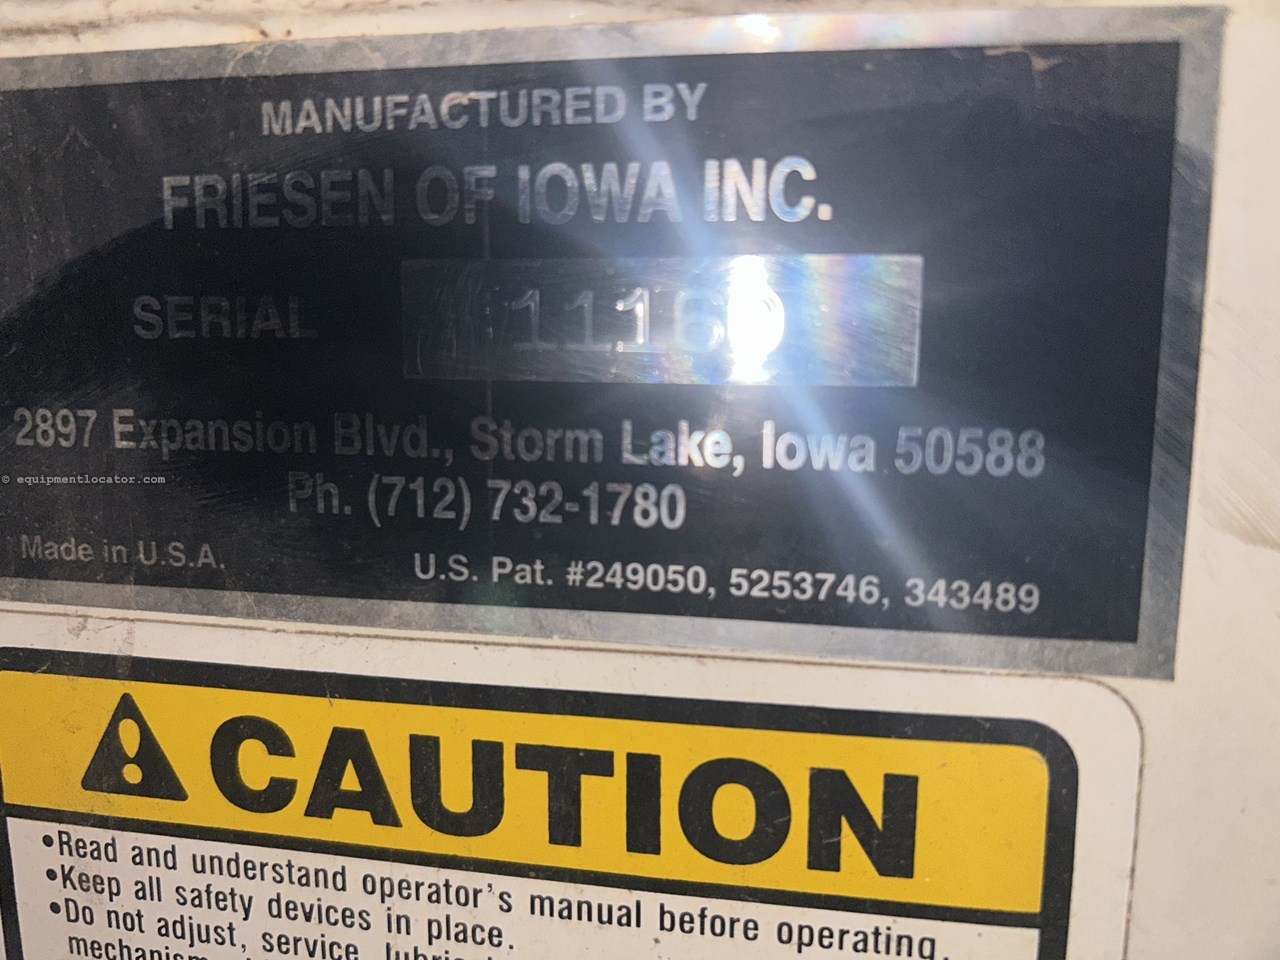 MANUFACTURED BY
FRIESEN OF IOWA INC.
SERIAL
2897 Expansion Blvd., Storm Lake, Iowa 50588
© equipmentlocator.com
Ph. (712) 732-1780
Made in U.S.A. U.S. Pat. #249050, 5253746, 343489
CAUTION
•Read and understand operator's manual before operating.
•Keep all safety devices in place.
•Do not adjust, service,